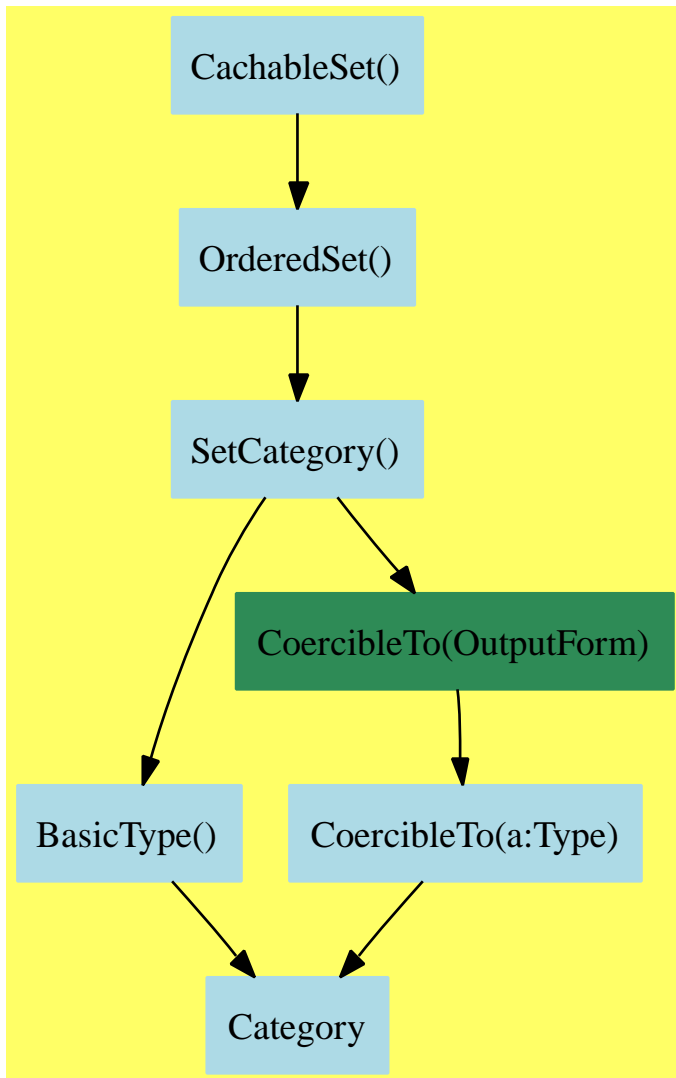 CachableSet()
OrderedSet()
SetCategory()
CoercibleTo(OutputForm)
BasicType()
CoercibleTo(a:Type)
Category